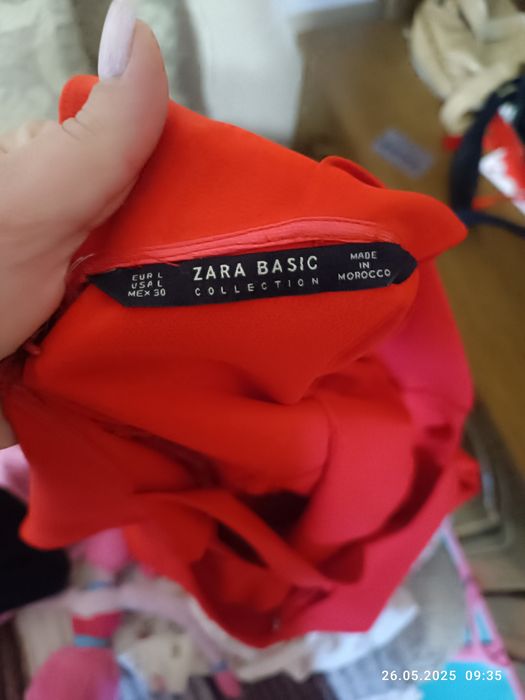 EUR L
USA L
MEX 30
ZARA BASIC
COLLECTION
MADE
IN
MOROCCO
26.05.2025 09:35